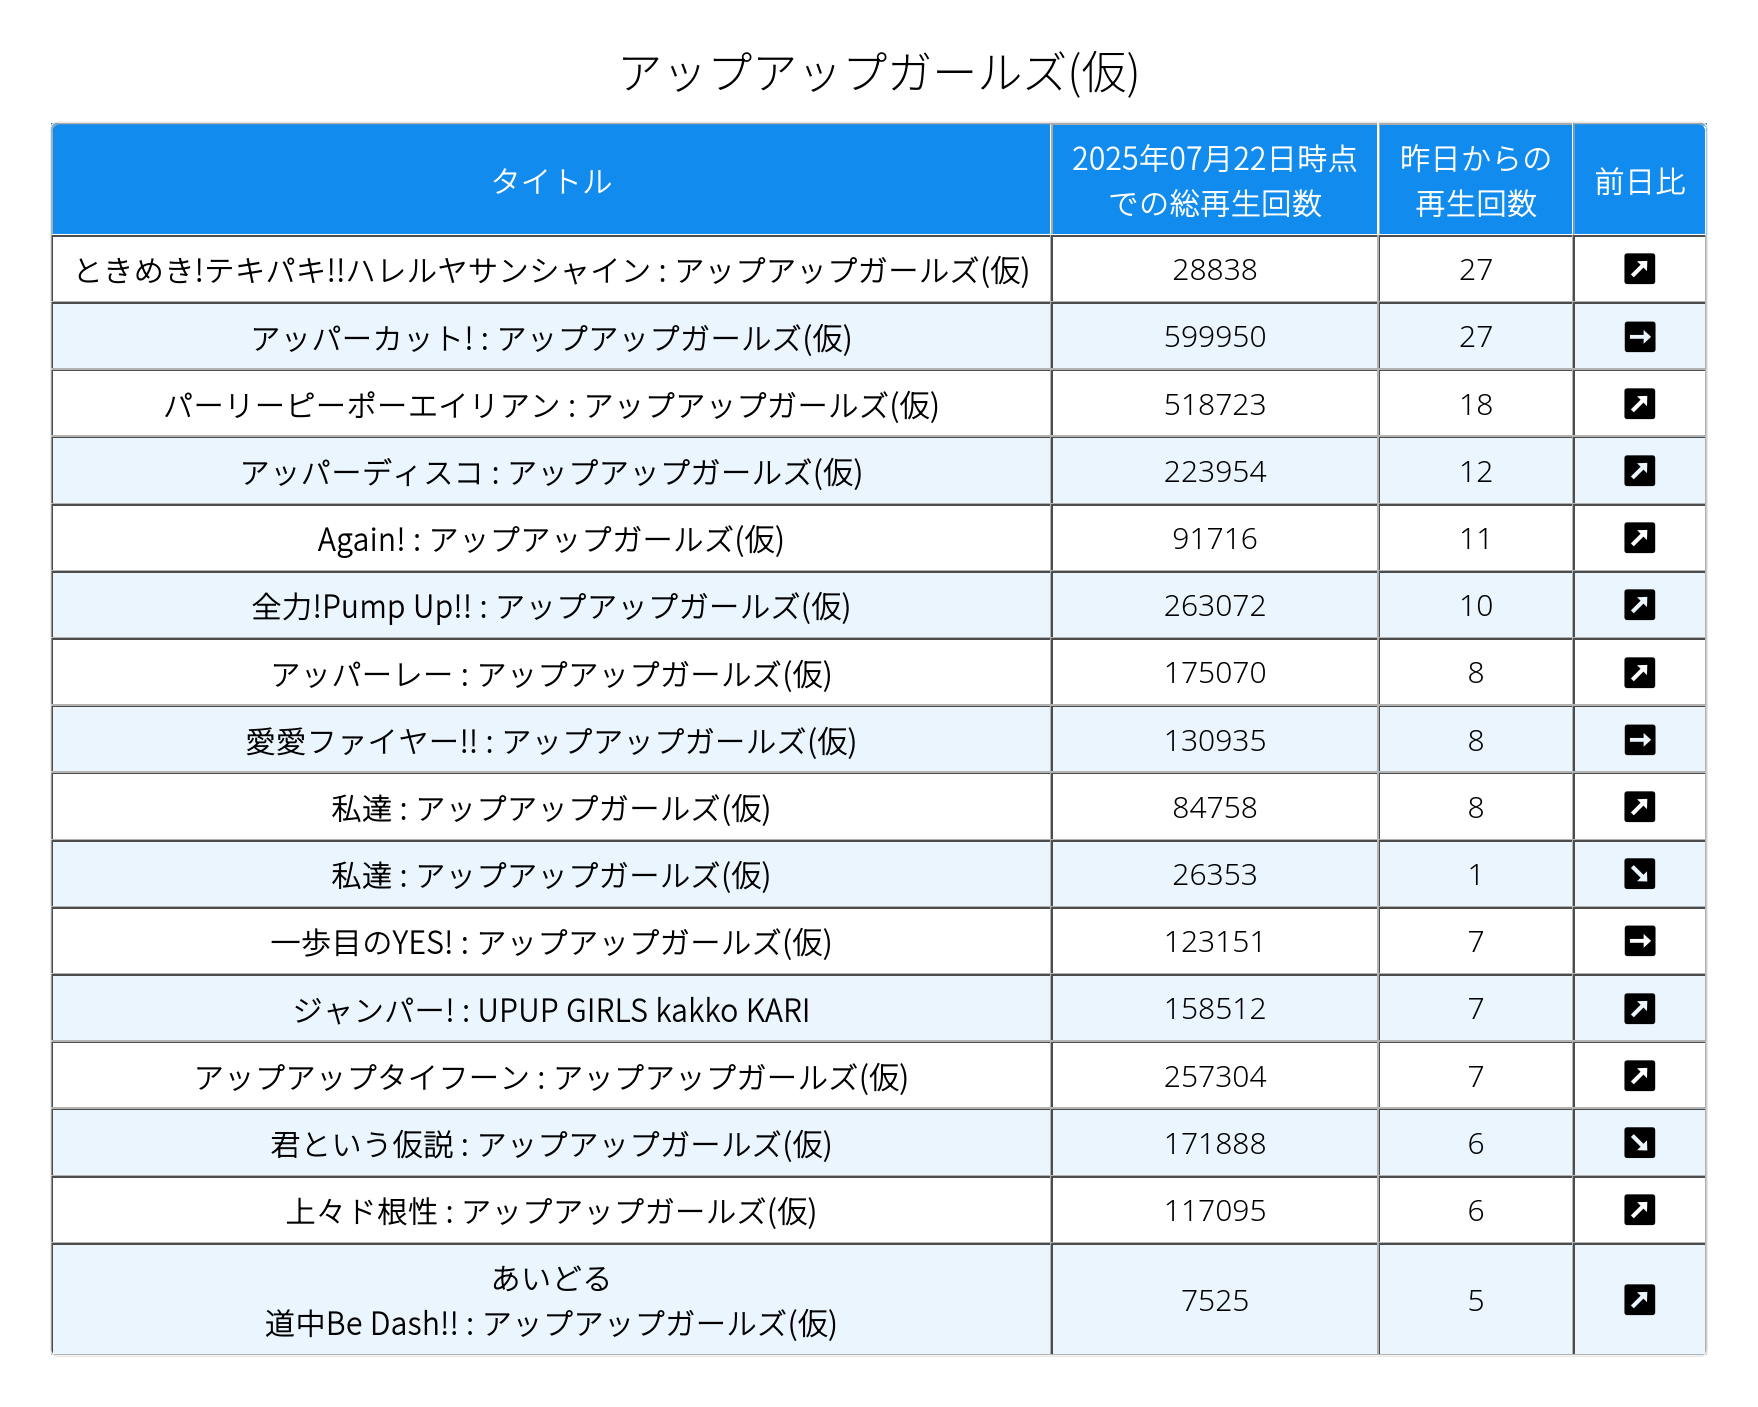 アップアップガールズ(仮)
タイトル 2025年07月22日時点 での総再生回数 昨日からの 再生回数 前日比
ときめき!テキパキ!!ハレルヤサンシャイン : アップアップガールズ(仮) 28838 27 ↗
アッパーカット! : アップアップガールズ(仮) 599950 27 →
パーリーピーポーエイリアン : アップアップガールズ(仮) 518723 18 ↗
アッパーディスコ : アップアップガールズ(仮) 223954 12 ↗
Again! : アップアップガールズ(仮) 91716 11 ↗
全力!Pump Up!! : アップアップガールズ(仮) 263072 10 ↗
アッパーレー : アップアップガールズ(仮) 175070 8 ↗
愛愛ファイヤー!! : アップアップガールズ(仮) 130935 8 →
私達 : アップアップガールズ(仮) 84758 8 ↗
私達 : アップアップガールズ(仮) 26353 1 ↘
一歩目のYES! : アップアップガールズ(仮) 123151 7 →
ジャンパー! : UPUP GIRLS kakko KARI 158512 7 ↗
アップアップタイフーン : アップアップガールズ(仮) 257304 7 ↗
君という仮説 : アップアップガールズ(仮) 171888 6 ↘
上々ド根性 : アップアップガールズ(仮) 117095 6 ↗
あいどる
道中Be Dash!! : アップアップガールズ(仮) 7525 5 ↗